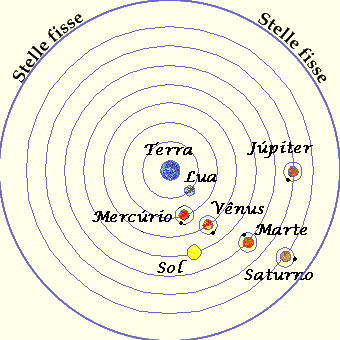 Stelle fisse
Stelle fisse
Terra
Júpiter
Lua
Mercúrio
Vênus
Marte
Sol
Saturno